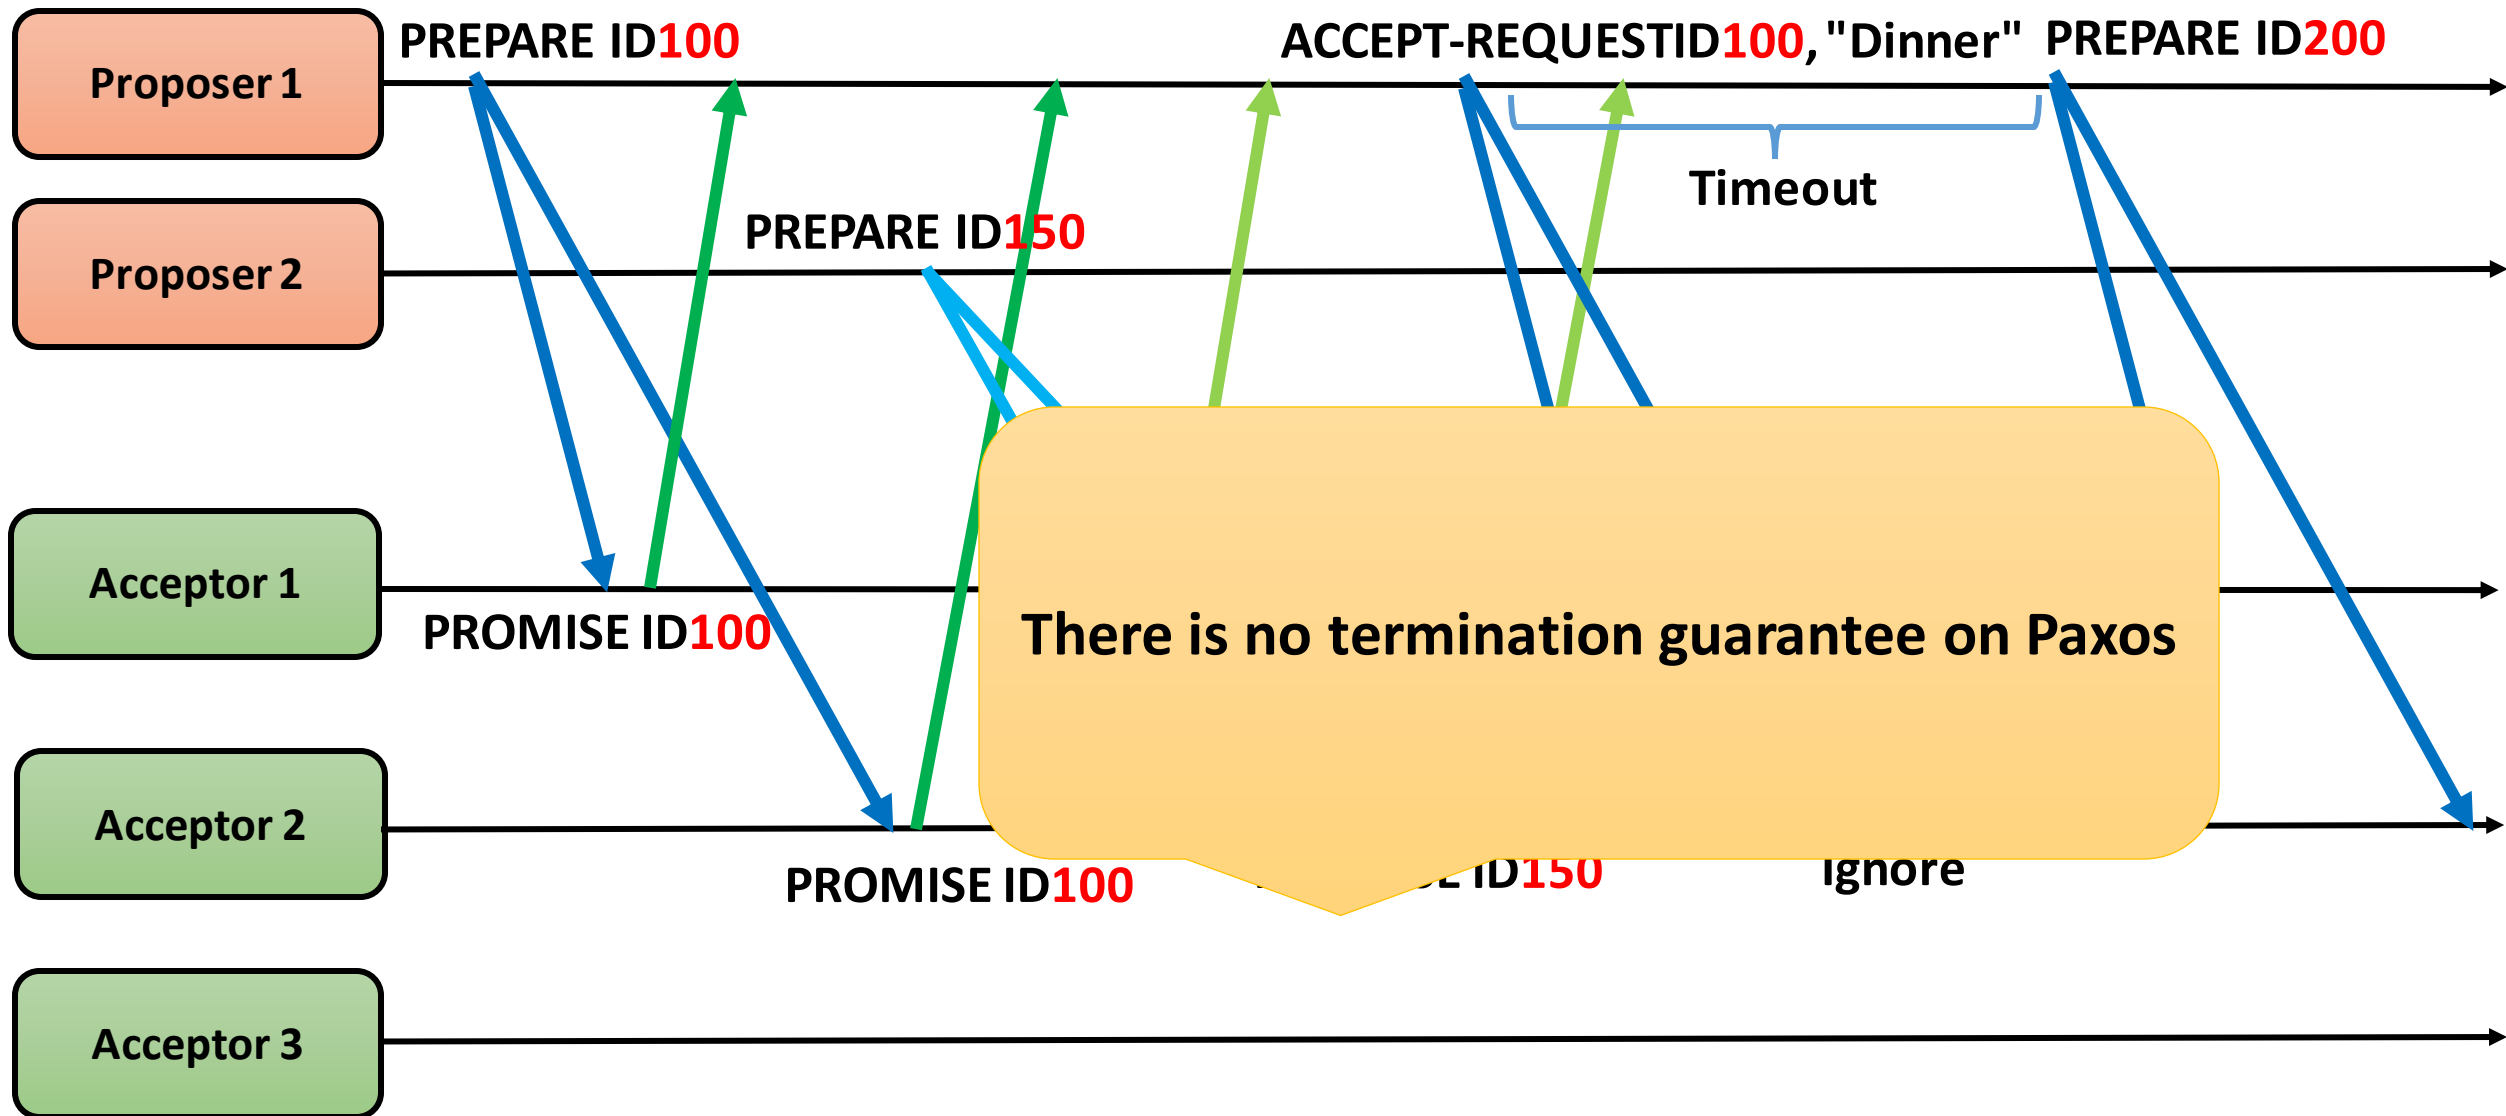 PREPARE ID100
ACCEPT-REQUESTID100, "Dinner"
PREPARE ID200
Proposer 1
Timeout
PREPARE ID150
Proposer 2
Acceptor 1
PROMISE ID100
There is no termination guarantee on Paxos
Acceptor 2
PROMISE ID100
ID150
Ignore
Acceptor 3